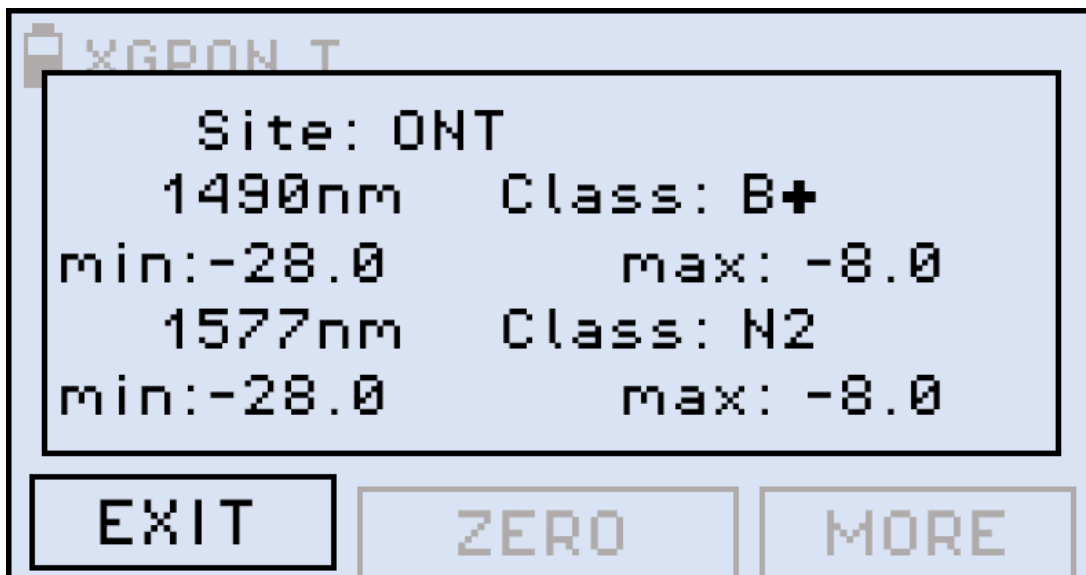 XGPON T
Site: ONT
1490nm Class: B+
min:-28.0 max: -8.0
1577nm Class: N2
min:-28.0 max: -8.0
EXIT ZERO MORE